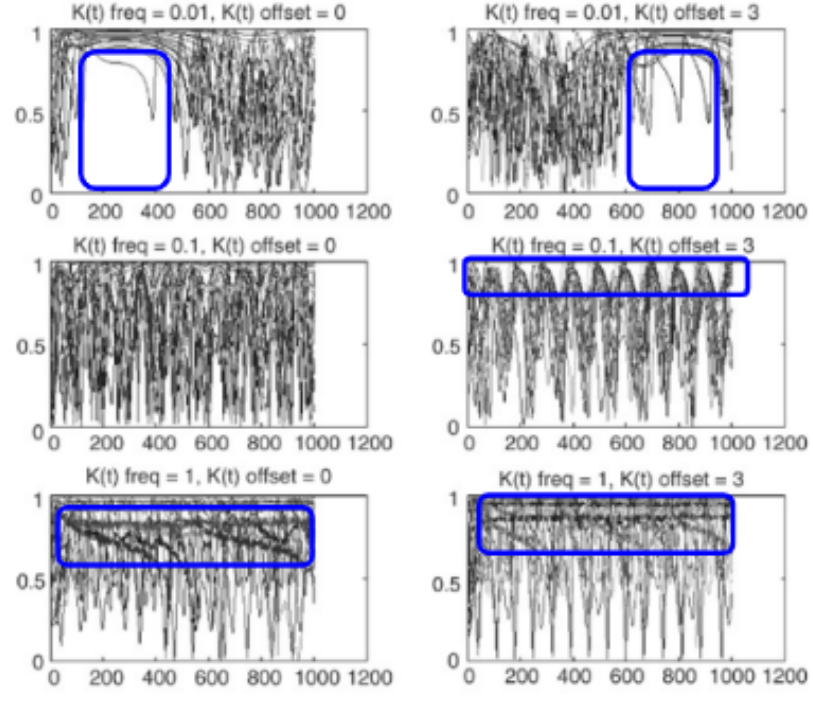 K(t) freq = 0.01, K(t) offset = 0
1
0.5
0
0 200 400 600 800 1000 1200
K(t) freq = 0.01, K(t) offset = 3
1
0.5
0
0 200 400 600 800 1000 1200
K(t) freq = 0.1, K(t) offset = 0
1
0.5
0
0 200 400 600 800 1000 1200
K(t) freq = 0.1, K(t) offset = 3
1
0.5
0
0 200 400 600 800 1000 1200
K(t) freq = 1, K(t) offset = 0
1
0.5
0
0 200 400 600 800 1000 1200
K(t) freq = 1, K(t) offset = 3
1
0.5
0
0 200 400 600 800 1000 1200